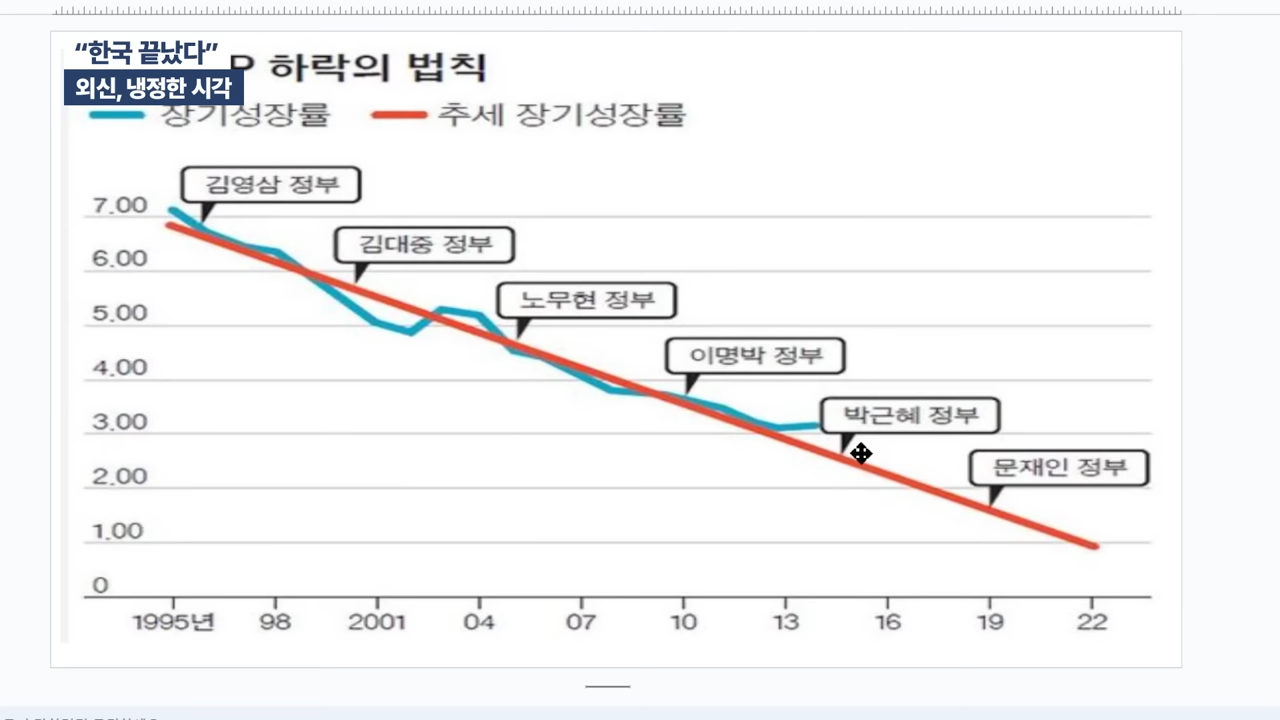 “한국 끝났다”
외신, 냉정한 시각
P 하락의 법칙
장기성장률
추세 장기성장률
김영삼 정부
김대중 정부
노무현 정부
이명박 정부
박근혜 정부
문재인 정부
7.00
6.00
5.00
4.00
3.00
2.00
1.00
0
1995년 98 2001 04 07 10 13 16 19 22